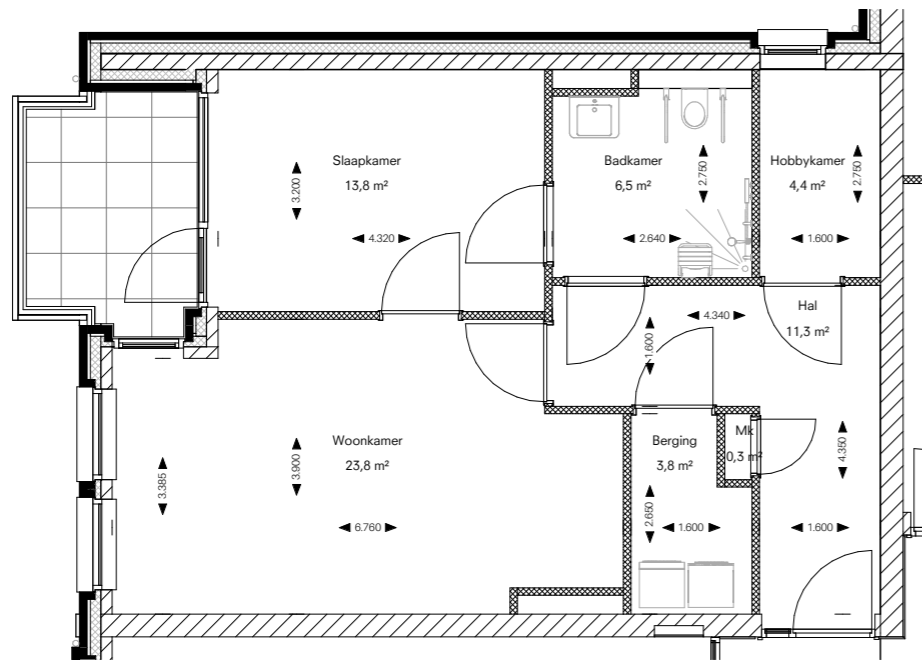 Slaapkamer
13,8 m²
3.200
4.320
Badkamer
6,5 m²
2.750
2.640
Hobbykamer
4,4 m²
2.750
1.600
Hal
11,3 m²
4.340
1.600
Woonkamer
23,8 m²
3.385
3.900
6.760
Berging
3,8 m²
2.650
1.600
Mk
0,3 m²
4.350
1.600